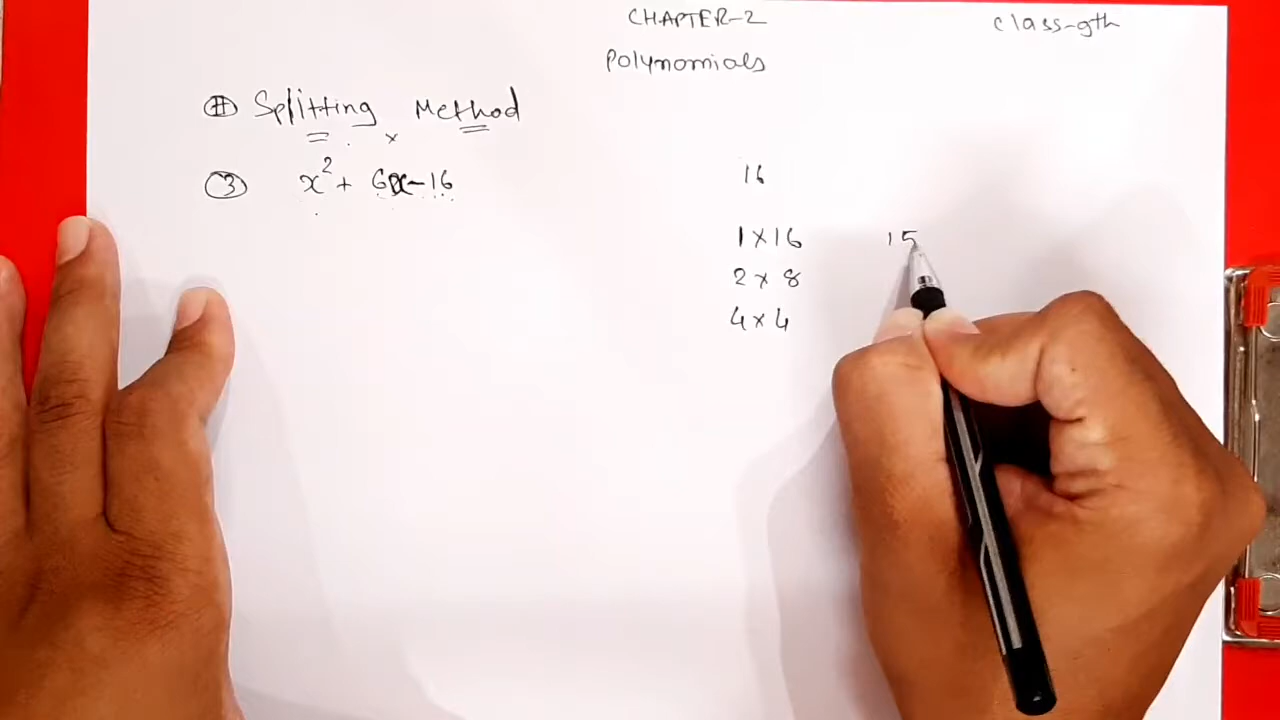 CHAPTER-2
Class-9th
Polynomials
# Splitting Method
③ x² + 6x-16
16
1×16 15
2× 8
4×4